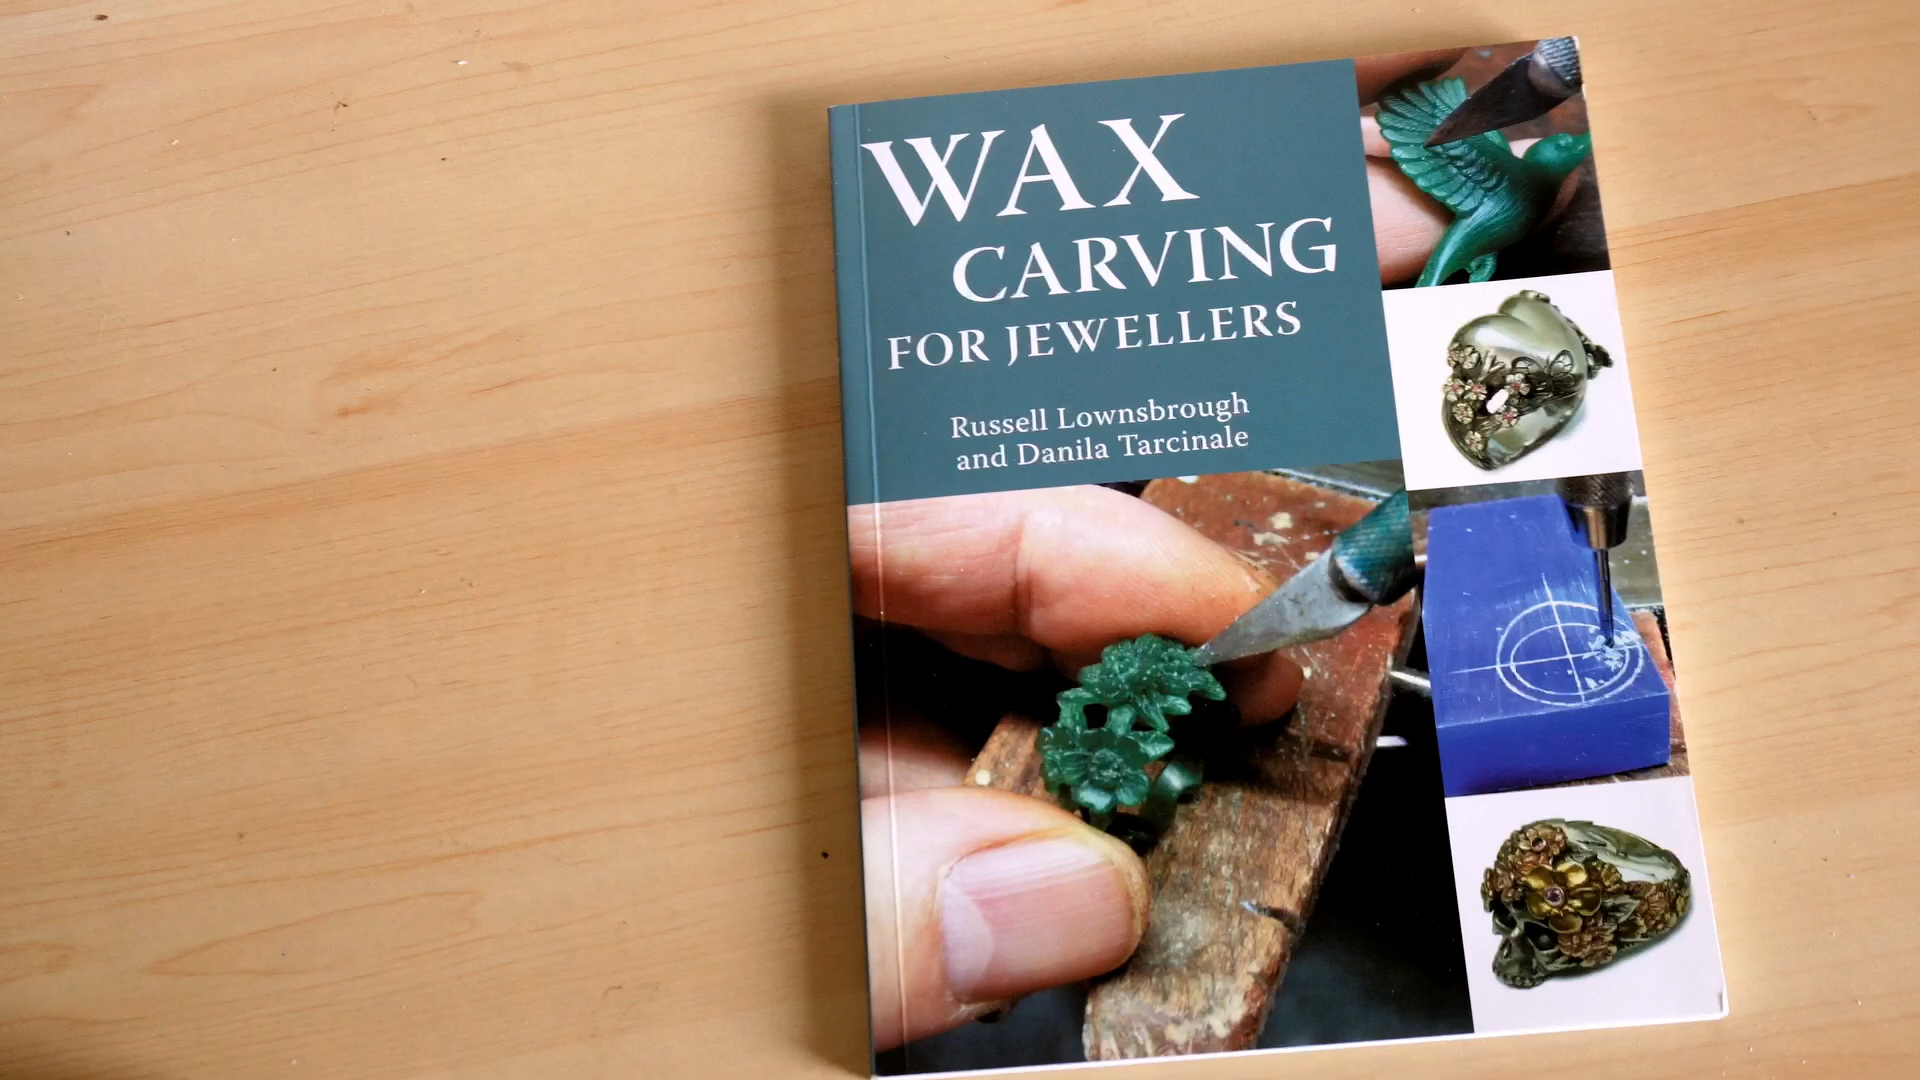 WAX
CARVING
FOR JEWELLERS
Russell Lownsbrough
and Danila Tarcinale